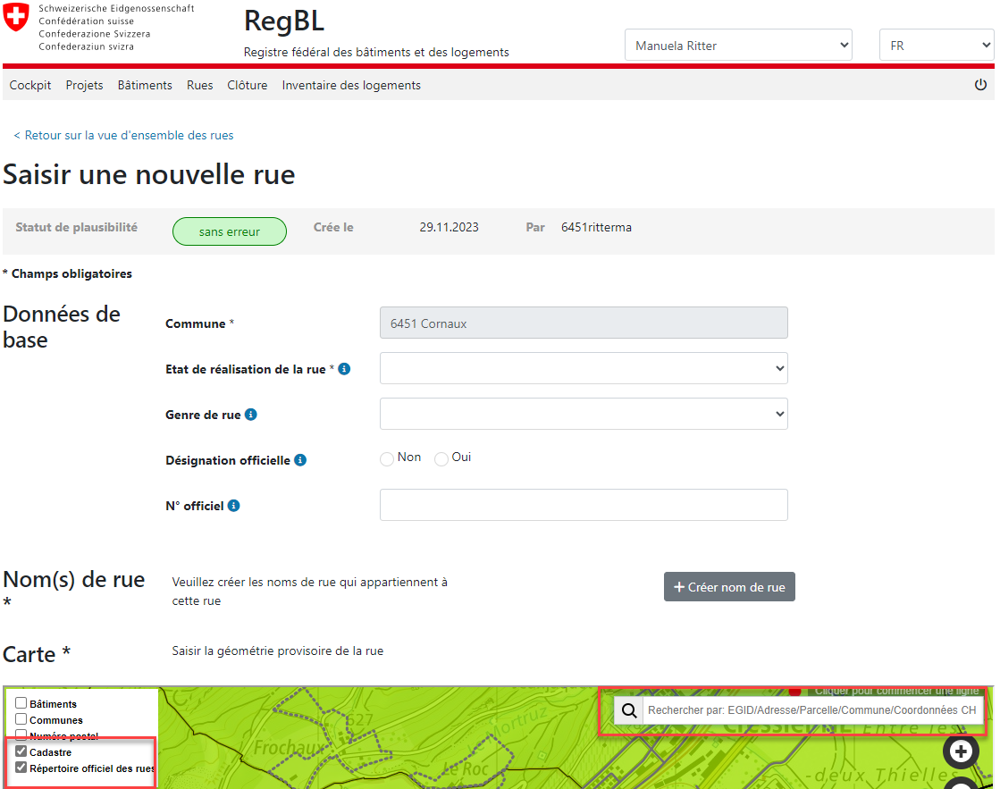 Schweizerische Eidgenossenschaft
Confédération suisse
Confederazione Svizzera
Confederaziun svizra
RegBL
Registre fédéral des bâtiments et des logements
Manuela Ritter
FR
Cockpit Projets Bâtiments Rues Clôture Inventaire des logements
< Retour sur la vue d'ensemble des rues
Saisir une nouvelle rue
Statut de plausibilité sans erreur Crée le 29.11.2023 Par 6451ritterma
* Champs obligatoires
Données de
base
Commune * 6451 Cornaux
Etat de réalisation de la rue *
Genre de rue
Désignation officielle Non Oui
N° officiel
Nom(s) de rue
*
Veuillez créer les noms de rue qui appartiennent à
cette rue
+ Créer nom de rue
Carte *
Saisir la géométrie provisoire de la rue
Bâtiments
Communes
Numéro postal
Cadastre
Répertoire officiel des rues
Cliquer pour commencer une ligne
Rechercher par: EGID/Adresse/Parcelle/Commune/Coordonnées CH
627
Frochaux
Le Roc
Cressier NE
Entre les
deux Thielles